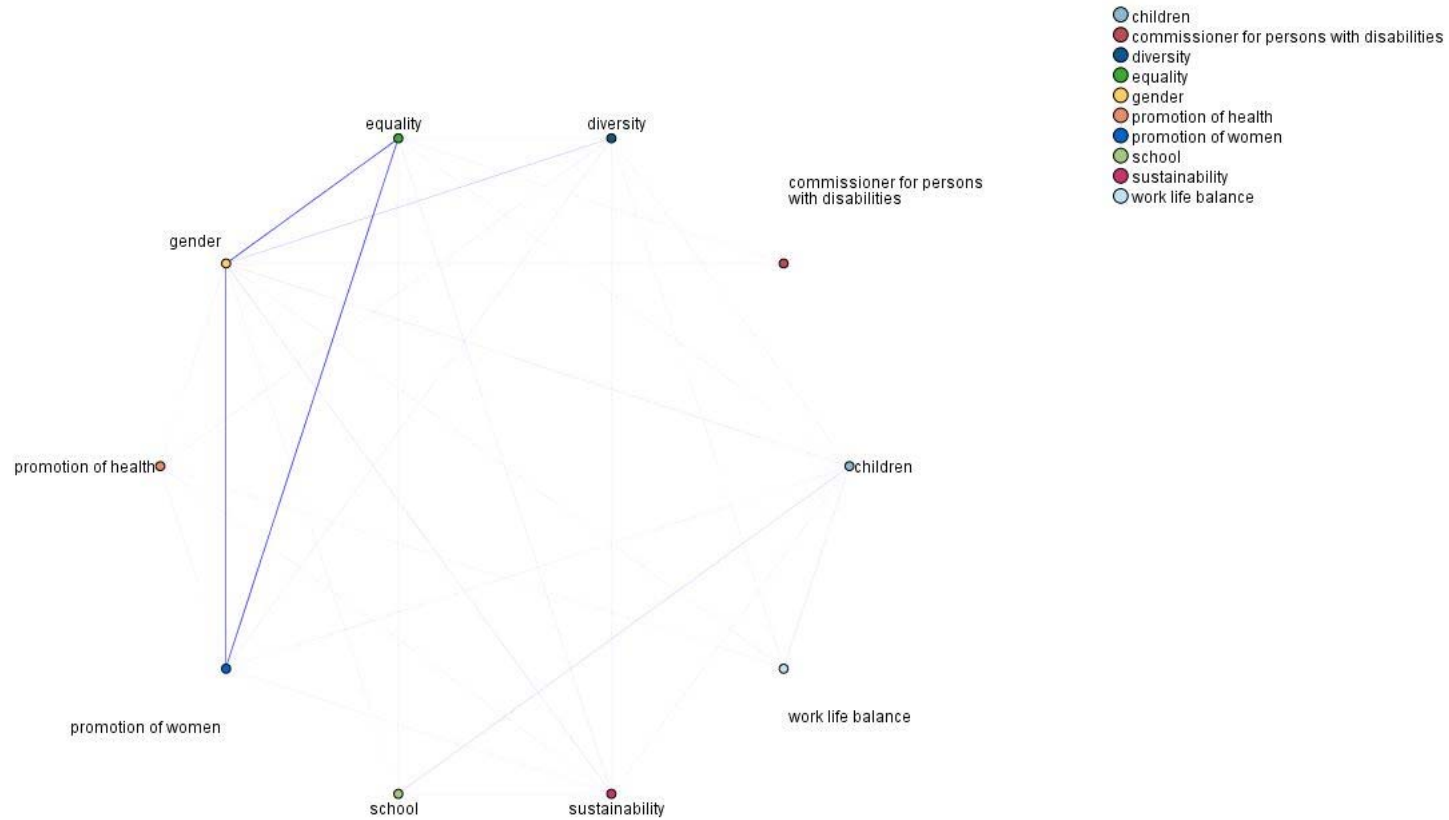 equality
diversity
commissioner for persons
with disabilities
gender
promotion of health
children
promotion of women
work life balance
school
sustainability
children
commissioner for persons with disabilities
diversity
equality
gender
promotion of health
promotion of women
school
sustainability
work life balance